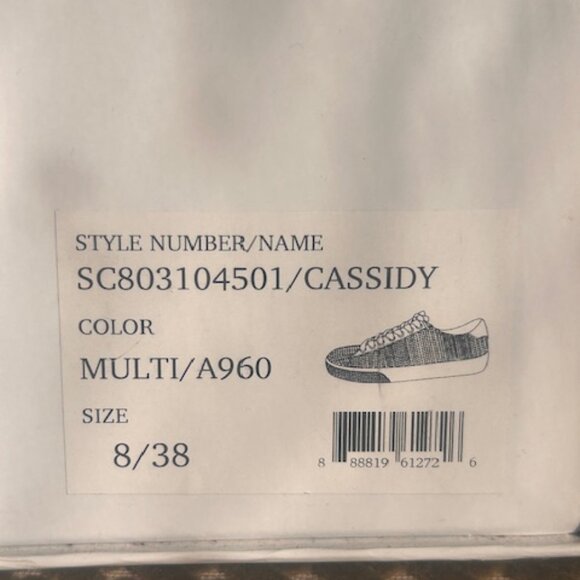 STYLE NUMBER/NAME
SC803104501/CASSIDY
COLOR
MULTI/A960
SIZE
8/38
8 88819 61272 6